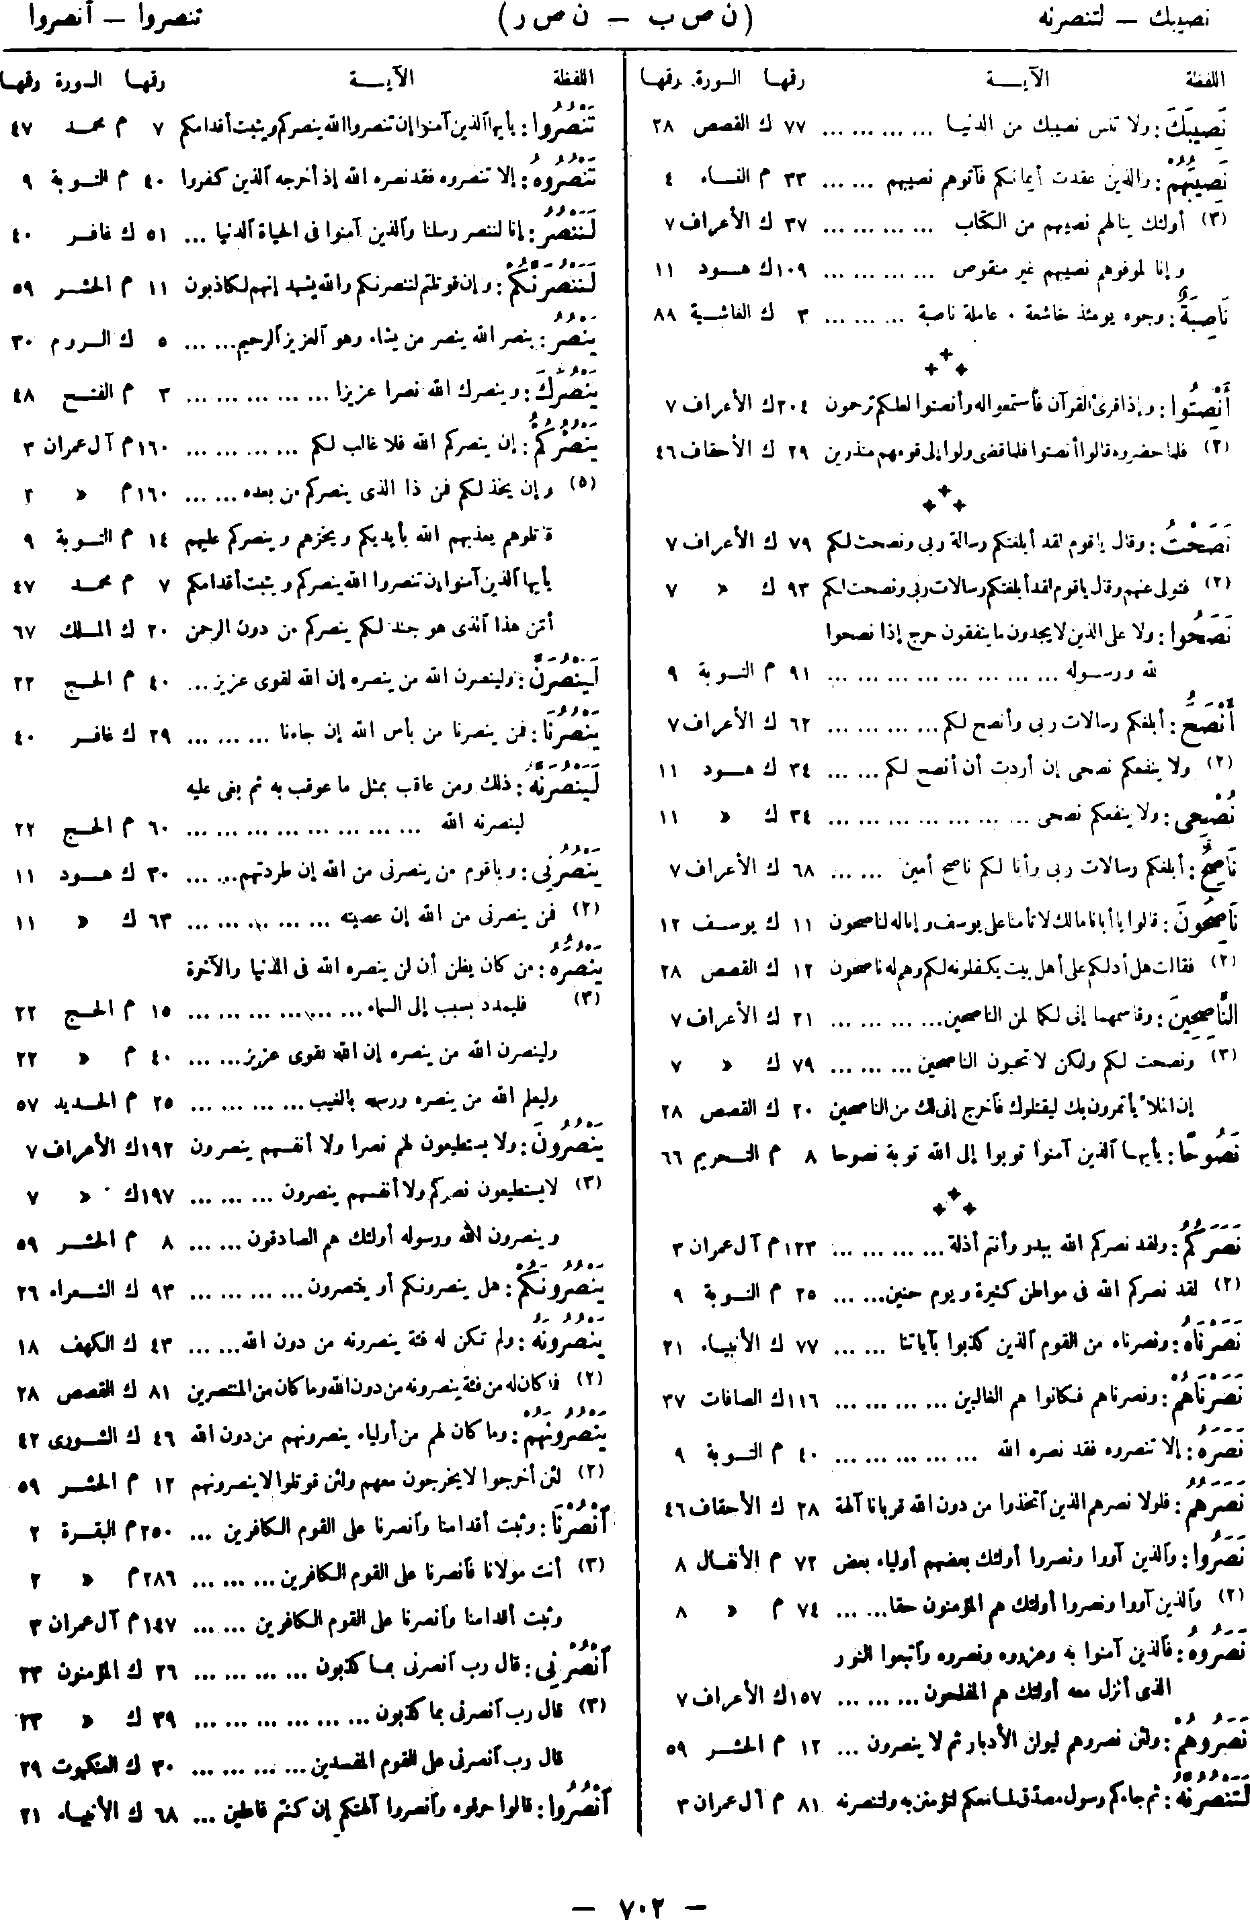 نصيبك – لتنصرنه (ن ص ب – ن ص ر) تنصروا – أنصروا
اللفظة الآيــة رقمها السورة رقمها
نَصِيبَكَ : ولا تنس نصيبك من الدنيا ... ... ... ... ٧٧ ك القصص ٢٨
نَصِيبَهُمْ : والذين عقدت أيمانكم فآتوهم نصيبهم ... ... ٣٣ م النساء ٤
(٣) أولئك ينالهم نصيبهم من الكتاب ... ... ... ... ٣٧ ك الأعراف ٧
وإنا لموفوهم نصيبهم غير منقوص ... ... ... ... ١٠٩ ك هود ١١
نَاصِبَةٌ : وجوه يومئذ خاشعة ٠ عاملة ناصبة ... ... ... ٣ ك الغاشية ٨٨
أَنْصِتُوا : وإذا قرئ القرآن فاستمعوا له وأنصتوا لعلكم ترحمون ٢٠٤ ك الأعراف ٧
(٢) فلما حضروه قالوا أنصتوا فلما قضى ولوا إلى قومهم منذرين ٢٩ ك الأحقاف ٤٦
نَصَحْتُ : وقال يا قوم لقد أبلغتكم رسالة ربى ونصحت لكم ٧٩ ك الأعراف ٧
(٢) فتولى عنهم وقال يا قوم لقد أبلغتكم رسالات ربى ونصحت لكم ٩٣ ك « ٧
نَصَحُوا : ولا على الذين لا يجدون ما ينفقون حرج إذا نصحوا
لله ورسوله ... ... ... ... ... ... ... ... ٩١ م التوبة ٩
أَنْصَحُ : أبلغكم رسالات ربى وأنصح لكم ... ... ... ... ٦٢ ك الأعراف ٧
(٢) ولا ينفعكم نصحى إن أردت أن أنصح لكم ... ... ٣٤ ك هود ١١
نُصْحِى : ولا ينفعكم نصحى ... ... ... ... ... ... ... ٣٤ ك « ١١
نَاصِحٌ : أبلغكم رسالات ربى وأنا لكم ناصح أمين ... ... ٦٨ ك الأعراف ٧
نَاصِحُونَ : قالوا يا أبانا مالك لا تأمنا على يوسف وإنا له لناصحون ١١ ك يوسف ١٢
(٢) فقالت هل أدلكم على أهل بيت يكفلونه لكم وهم له ناصحون ١٢ ك القصص ٢٨
النَّاصِحِينَ : وقاسمهما إنى لكما لمن الناصحين ... ... ... ... ٢١ ك الأعراف ٧
(٣) ونصحت لكم ولكن لا تحبون الناصحين ... ... ... ٧٩ ك « ٧
إن الملأ يأتمرون بك ليقتلوك فاخرج إنى لك من الناصحين ٢٠ ك القصص ٢٨
نَصُوحًا : يأيها الذين آمنوا توبوا إلى الله توبة نصوحا ٨ م التحريم ٦٦
نَصَرَكُمُ : ولقد نصركم الله ببدر وأنتم أذلة ... ... ... ... ١٢٣ م آل عمران ٣
(٢) لقد نصركم الله فى مواطن كثيرة ويوم حنين ... ... ٢٥ م التوبة ٩
نَصَرْنَاهُ : ونصرناه من القوم الذين كذبوا بآياتنا ... ... ٧٧ ك الأنبياء ٢١
نَصَرْنَاهُمْ : ونصرناهم فكانوا هم الغالبين ... ... ... ... ١١٦ ك الصافات ٣٧
نَصَرَهُ : إلا تنصروه فقد نصره الله ... ... ... ... ... ٤٠ م التوبة ٩
نَصَرَهُمُ : فلولا نصرهم الذين اتخذوا من دون الله قربانا آلهة ٢٨ ك الأحقاف ٤٦
نَصَرُوا : والذين آووا ونصروا أولئك بعضهم أولياء بعض ٧٢ م الأنفال ٨
(٢) والذين آووا ونصروا أولئك هم المؤمنون حقا ... ... ٧٤ م « ٨
نَصَرُوهُ : فالذين آمنوا به وعزروه ونصروه واتبعوا النور
الذى أنزل معه أولئك هم المفلحون ... ... ... ١٥٧ ك الأعراف ٧
نَصَرُوهُمْ : ولئن نصروهم ليولن الأدبار ثم لا ينصرون ... ١٢ م الحشر ٥٩
لَتَنْصُرُنَّهُ : ثم جاءكم رسول مصدق لما معكم لتؤمنن به ولتنصرنه ٨١ م آل عمران ٣
اللفظة الآيــة رقمها السورة رقمها
تَنْصُرُوا : يأيها الذين آمنوا إن تنصروا الله ينصركم ويثبت أقدامكم ٧ م محمد ٤٧
تَنْصُرُوهُ : إلا تنصروه فقد نصره الله إذ أخرجه الذين كفروا ٤٠ م التوبة ٩
لَنَنْصُرُ : إنا لننصر رسلنا والذين آمنوا فى الحياة الدنيا ... ٥١ ك غافر ٤٠
لَنَنْصُرَنَّكُمْ : وإن قوتلتم لننصرنكم والله يشهد إنهم لكاذبون ١١ م الحشر ٥٩
يَنْصُرُ : بنصر الله ينصر من يشاء وهو العزيز الرحيم ... ... ٥ ك الروم ٣٠
يَنْصُرَكَ : وينصرك الله نصرا عزيزا ... ... ... ... ... ٣ م الفتح ٤٨
يَنْصُرْكُمُ : إن ينصركم الله فلا غالب لكم ... ... ... ... ١٦٠ م آل عمران ٣
(٥) وإن يخذلكم فمن ذا الذى ينصركم من بعده ... ... ١٦٠ م « ٣
قاتلوهم يعذبهم الله بأيديكم ويخزهم وينصركم عليهم ١٤ م التوبة ٩
يأيها الذين آمنوا إن تنصروا الله ينصركم ويثبت أقدامكم ٧ م محمد ٤٧
أمن هذا الذى هو جند لكم ينصركم من دون الرحمن ٢٠ ك الملك ٦٧
لَيَنْصُرَنَّ : ولينصرن الله من ينصره إن الله لقوى عزيز ... ٤٠ م الحج ٢٢
يَنْصُرُنَا : فمن ينصرنا من بأس الله إن جاءنا ... ... ... ٢٩ ك غافر ٤٠
لَيَنْصُرَنَّهُ : ذلك ومن عاقب بمثل ما عوقب به ثم بغى عليه
لينصرنه الله ... ... ... ... ... ... ... ... ٦٠ م الحج ٢٢
يَنْصُرُنِى : ويا قوم من ينصرنى من الله إن طردتهم ... ... ٣٠ ك هود ١١
(٢) فمن ينصرنى من الله إن عصيته ... ... ... ... ... ٦٣ ك « ١١
يَنْصُرَهُ : من كان يظن أن لن ينصره الله فى الدنيا والآخرة
(٣) فليمدد بسبب إلى السماء ... ... ... ... ... ... ١٥ م الحج ٢٢
ولينصرن الله من ينصره إن الله لقوى عزيز ... ... ٤٠ م « ٢٢
وليعلم الله من ينصره ورسله بالغيب ... ... ... ... ٢٥ م الحديد ٥٧
يَنْصُرُونَ : ولا يستطيعون لهم نصرا ولا أنفسهم ينصرون ١٩٢ ك الأعراف ٧
(٣) لا يستطيعون نصركم ولا أنفسهم ينصرون ... ... ... ١٩٧ ك « ٧
وينصرون الله ورسوله أولئك هم الصادقون ... ... ٨ م الحشر ٥٩
يَنْصُرُونَكُمْ : هل ينصرونكم أو ينتصرون ... ... ... ... ٩٣ ك الشعراء ٢٦
يَنْصُرُونَهُ : ولم تكن له فئة ينصرونه من دون الله ... ... ٤٣ ك الكهف ١٨
(٢) فما كان له من فئة ينصرونه من دون الله وما كان من المنتصرين ٨١ ك القصص ٢٨
يَنْصُرُونَهُمْ : وما كان لهم من أولياء ينصرونهم من دون الله ٤٦ ك الشورى ٤٢
(٢) لئن أخرجوا لا يخرجون معهم ولئن قوتلوا لا ينصرونهم ١٢ م الحشر ٥٩
اُنْصُرْنَا : وثبت أقدامنا وانصرنا على القوم الكافرين ... ٢٥٠ م البقرة ٢
(٣) أنت مولانا فانصرنا على القوم الكافرين ... ... ... ٢٨٦ م « ٢
وثبت أقدامنا وانصرنا على القوم الكافرين ... ... ١٤٧ م آل عمران ٣
اُنْصُرْنِى : قال رب انصرنى بما كذبون ... ... ... ... ٢٦ ك المؤمنون ٢٣
(٣) قال رب انصرنى بما كذبون ... ... ... ... ... ... ٣٩ ك « ٢٣
قال رب انصرنى على القوم المفسدين ... ... ... ... ٣٠ ك العنكبوت ٢٩
اُنْصُرُوا : قالوا حرقوه وانصروا آلهتكم إن كنتم فاعلين ... ٦٨ ك الأنبياء ٢١
– ٧٠٢ –